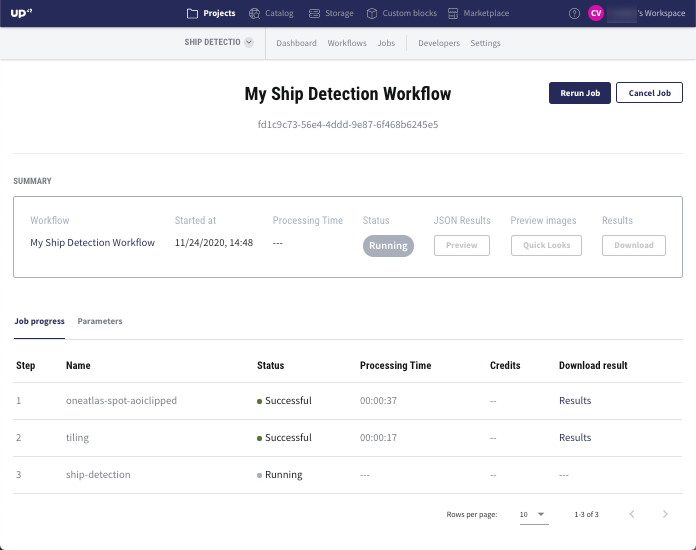 UP42 Projects Catalog Storage Custom blocks Marketplace ? CV 's Workspace
SHIP DETECTIO Dashboard Workflows Jobs Developers Settings
My Ship Detection Workflow Rerun Job Cancel Job
fd1c9c73-56e4-4ddd-9e87-6f468b6245e5
SUMMARY
Workflow Started at Processing Time Status JSON Results Preview images Results
My Ship Detection Workflow 11/24/2020, 14:48 --- Running Preview Quick Looks Download
Job progress Parameters
Step Name Status Processing Time Credits Download result
1 oneatlas-spot-aoiclipped Successful 00:00:37 -- Results
2 tiling Successful 00:00:17 -- Results
3 ship-detection Running --- -- ---
Rows per page: 10 1-3 of 3